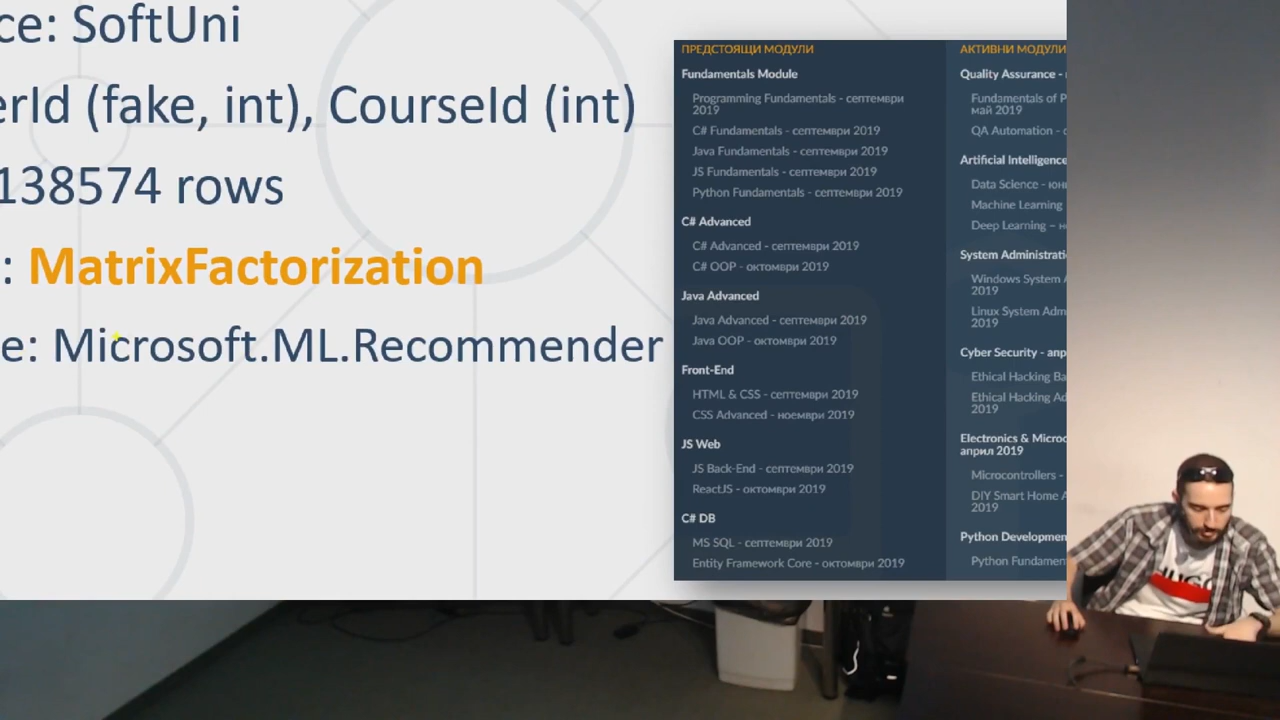 ce: SoftUni
erId (fake, int), CourseId (int)
138574 rows
: MatrixFactorization
e: Microsoft.ML.Recommender
ПРЕДСТОЯЩИ МОДУЛИ
Fundamentals Module
Programming Fundamentals - септември
2019
C# Fundamentals - септември 2019
Java Fundamentals - септември 2019
JS Fundamentals - септември 2019
Python Fundamentals - септември 2019
C# Advanced
C# Advanced - септември 2019
C# OOP - октомври 2019
Java Advanced
Java Advanced - септември 2019
Java OOP - октомври 2019
Front-End
HTML & CSS - септември 2019
CSS Advanced - ноември 2019
JS Web
JS Back-End - септември 2019
ReactJS - октомври 2019
C# DB
MS SQL - септември 2019
Entity Framework Core - октомври 2019
АКТИВНИ МОДУЛИ
Quality Assurance -
Fundamentals of P
май 2019
QA Automation -
Artificial Intelligence
Data Science - юн
Machine Learning
Deep Learning – н
System Administrati
Windows System A
2019
Linux System Adm
2019
Cyber Security - апр
Ethical Hacking Ba
Ethical Hacking Ad
2019
Electronics & Microc
април 2019
Microcontrollers -
DIY Smart Home A
2019
Python Developmen
Python Fundamen